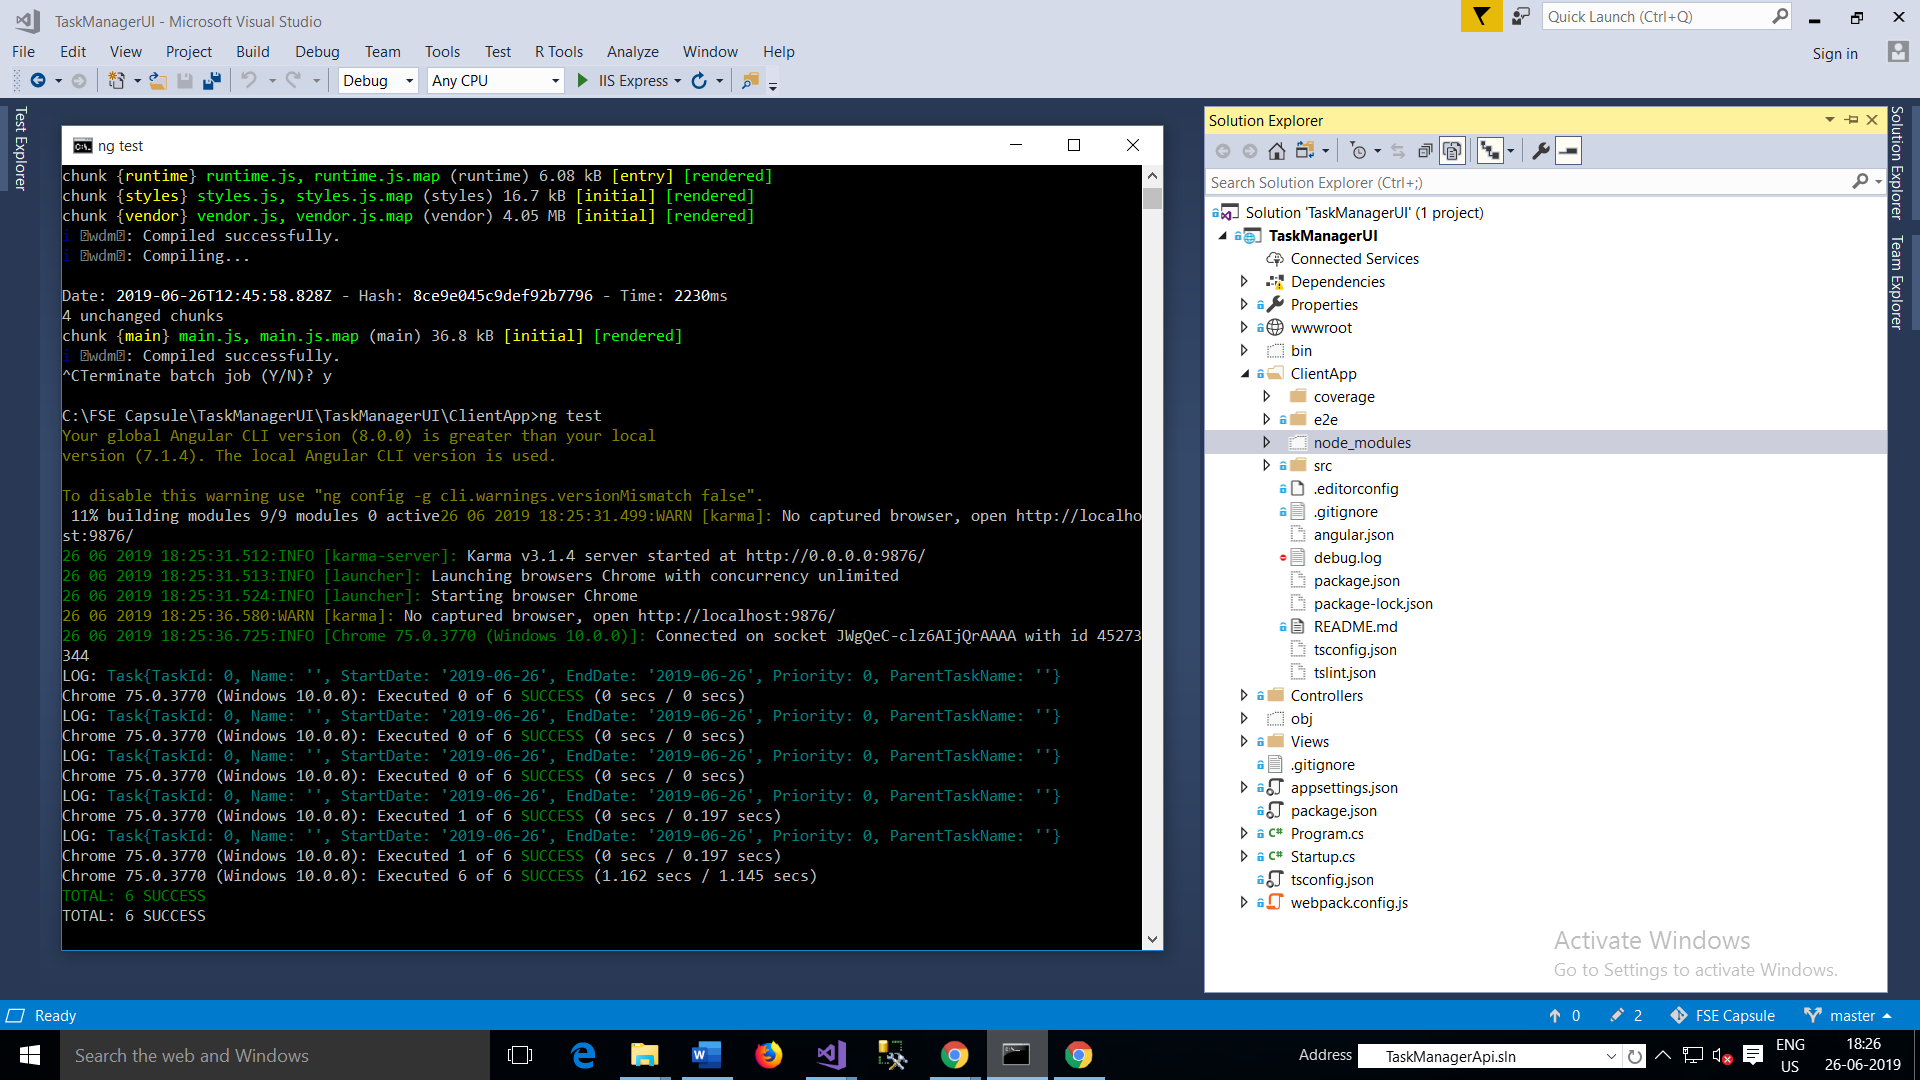 TaskManagerUI - Microsoft Visual Studio
Quick Launch (Ctrl+Q)
File Edit View Project Build Debug Team Tools Test R Tools Analyze Window Help
Sign in
Debug Any CPU IIS Express
Test Explorer
ng test
chunk {runtime} runtime.js, runtime.js.map (runtime) 6.08 kB [entry] [rendered]
chunk {styles} styles.js, styles.js.map (styles) 16.7 kB [initial] [rendered]
chunk {vendor} vendor.js, vendor.js.map (vendor) 4.05 MB [initial] [rendered]
i ⍰wdm⍰: Compiled successfully.
i ⍰wdm⍰: Compiling...
Date: 2019-06-26T12:45:58.828Z - Hash: 8ce9e045c9def92b7796 - Time: 2230ms
4 unchanged chunks
chunk {main} main.js, main.js.map (main) 36.8 kB [initial] [rendered]
i ⍰wdm⍰: Compiled successfully.
^CTerminate batch job (Y/N)? y
C:\FSE Capsule\TaskManagerUI\TaskManagerUI\ClientApp>ng test
Your global Angular CLI version (8.0.0) is greater than your local
version (7.1.4). The local Angular CLI version is used.
To disable this warning use "ng config -g cli.warnings.versionMismatch false".
11% building modules 9/9 modules 0 active26 06 2019 18:25:31.499:WARN [karma]: No captured browser, open http://localho
st:9876/
26 06 2019 18:25:31.512:INFO [karma-server]: Karma v3.1.4 server started at http://0.0.0.0:9876/
26 06 2019 18:25:31.513:INFO [launcher]: Launching browsers Chrome with concurrency unlimited
26 06 2019 18:25:31.524:INFO [launcher]: Starting browser Chrome
26 06 2019 18:25:36.580:WARN [karma]: No captured browser, open http://localhost:9876/
26 06 2019 18:25:36.725:INFO [Chrome 75.0.3770 (Windows 10.0.0)]: Connected on socket JWgQeC-clz6AIjQrAAAA with id 45273
344
LOG: Task{TaskId: 0, Name: '', StartDate: '2019-06-26', EndDate: '2019-06-26', Priority: 0, ParentTaskName: ''}
Chrome 75.0.3770 (Windows 10.0.0): Executed 0 of 6 SUCCESS (0 secs / 0 secs)
LOG: Task{TaskId: 0, Name: '', StartDate: '2019-06-26', EndDate: '2019-06-26', Priority: 0, ParentTaskName: ''}
Chrome 75.0.3770 (Windows 10.0.0): Executed 0 of 6 SUCCESS (0 secs / 0 secs)
LOG: Task{TaskId: 0, Name: '', StartDate: '2019-06-26', EndDate: '2019-06-26', Priority: 0, ParentTaskName: ''}
Chrome 75.0.3770 (Windows 10.0.0): Executed 0 of 6 SUCCESS (0 secs / 0 secs)
LOG: Task{TaskId: 0, Name: '', StartDate: '2019-06-26', EndDate: '2019-06-26', Priority: 0, ParentTaskName: ''}
Chrome 75.0.3770 (Windows 10.0.0): Executed 1 of 6 SUCCESS (0 secs / 0.197 secs)
LOG: Task{TaskId: 0, Name: '', StartDate: '2019-06-26', EndDate: '2019-06-26', Priority: 0, ParentTaskName: ''}
Chrome 75.0.3770 (Windows 10.0.0): Executed 1 of 6 SUCCESS (0 secs / 0.197 secs)
Chrome 75.0.3770 (Windows 10.0.0): Executed 6 of 6 SUCCESS (1.162 secs / 1.145 secs)
TOTAL: 6 SUCCESS
TOTAL: 6 SUCCESS
Solution Explorer
Search Solution Explorer (Ctrl+;)
Solution 'TaskManagerUI' (1 project)
TaskManagerUI
Connected Services
Dependencies
Properties
wwwroot
bin
ClientApp
coverage
e2e
node_modules
src
.editorconfig
.gitignore
angular.json
debug.log
package.json
package-lock.json
README.md
tsconfig.json
tslint.json
Controllers
obj
Views
.gitignore
appsettings.json
package.json
C# Program.cs
C# Startup.cs
tsconfig.json
webpack.config.js
Solution Explorer
Team Explorer
Activate Windows
Go to Settings to activate Windows.
Ready
0 2 FSE Capsule master
Search the web and Windows
Address TaskManagerApi.sln
ENG
US
18:26
26-06-2019